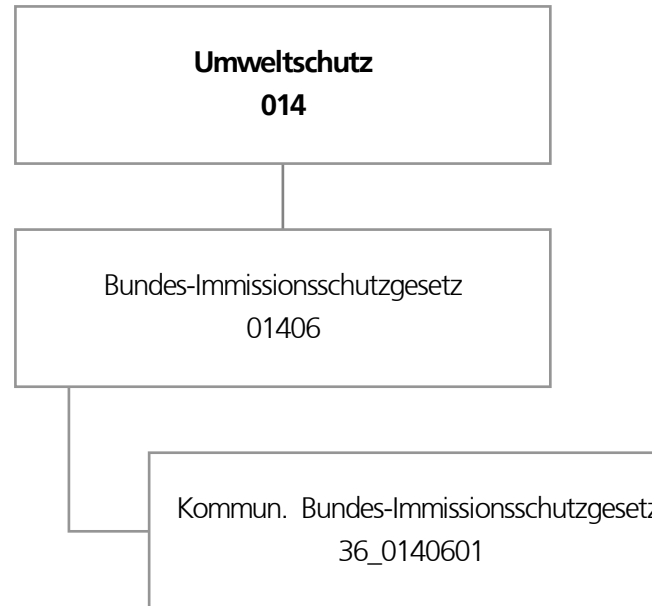 Umweltschutz
014
Bundes-Immissionsschutzgesetz
01406
Kommun. Bundes-Immissionsschutzgesetz
36_0140601